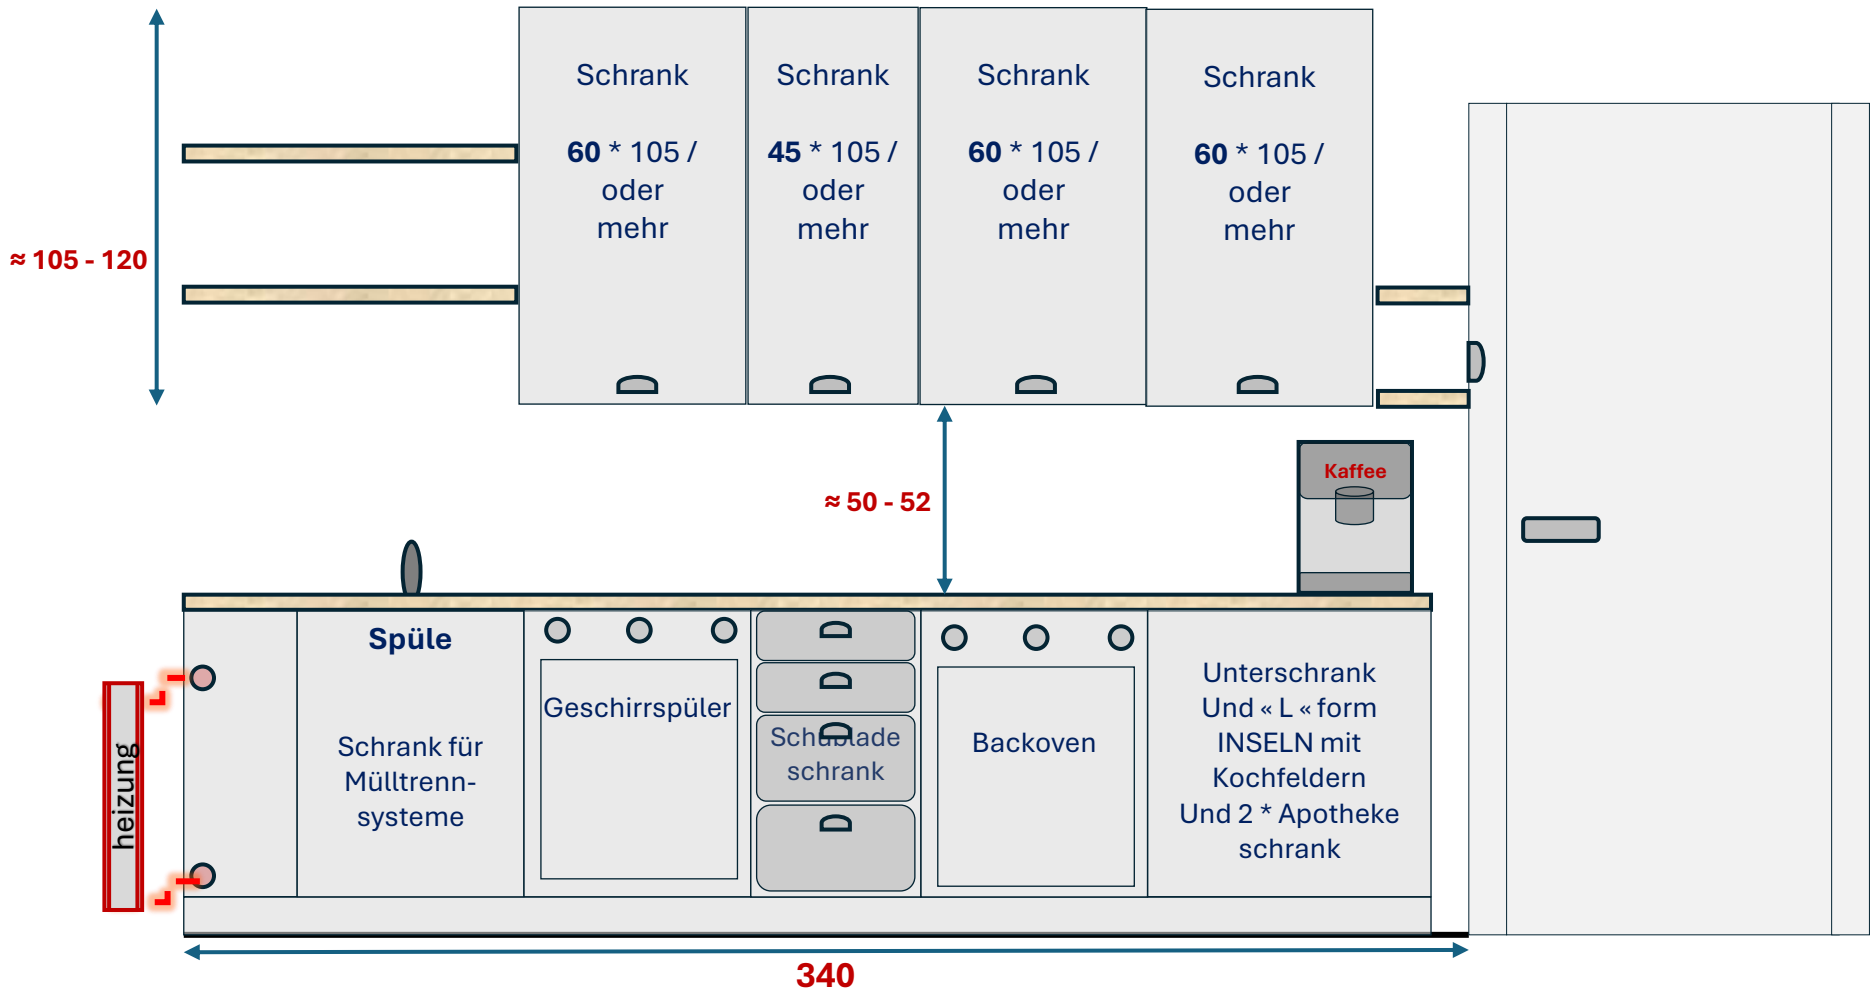 Schrank
60 * 105 /
oder
mehr
Schrank
45 * 105 /
oder
mehr
Schrank
60 * 105 /
oder
mehr
Schrank
60 * 105 /
oder
mehr
≈ 105 - 120
≈ 50 - 52
Kaffee
heizung
Spüle
Schrank für
Mülltrenn-
systeme
Geschirrspüler
Schublade
schrank
Backoven
Unterschrank
Und « L « form
INSELN mit
Kochfeldern
Und 2 * Apotheke
schrank
340